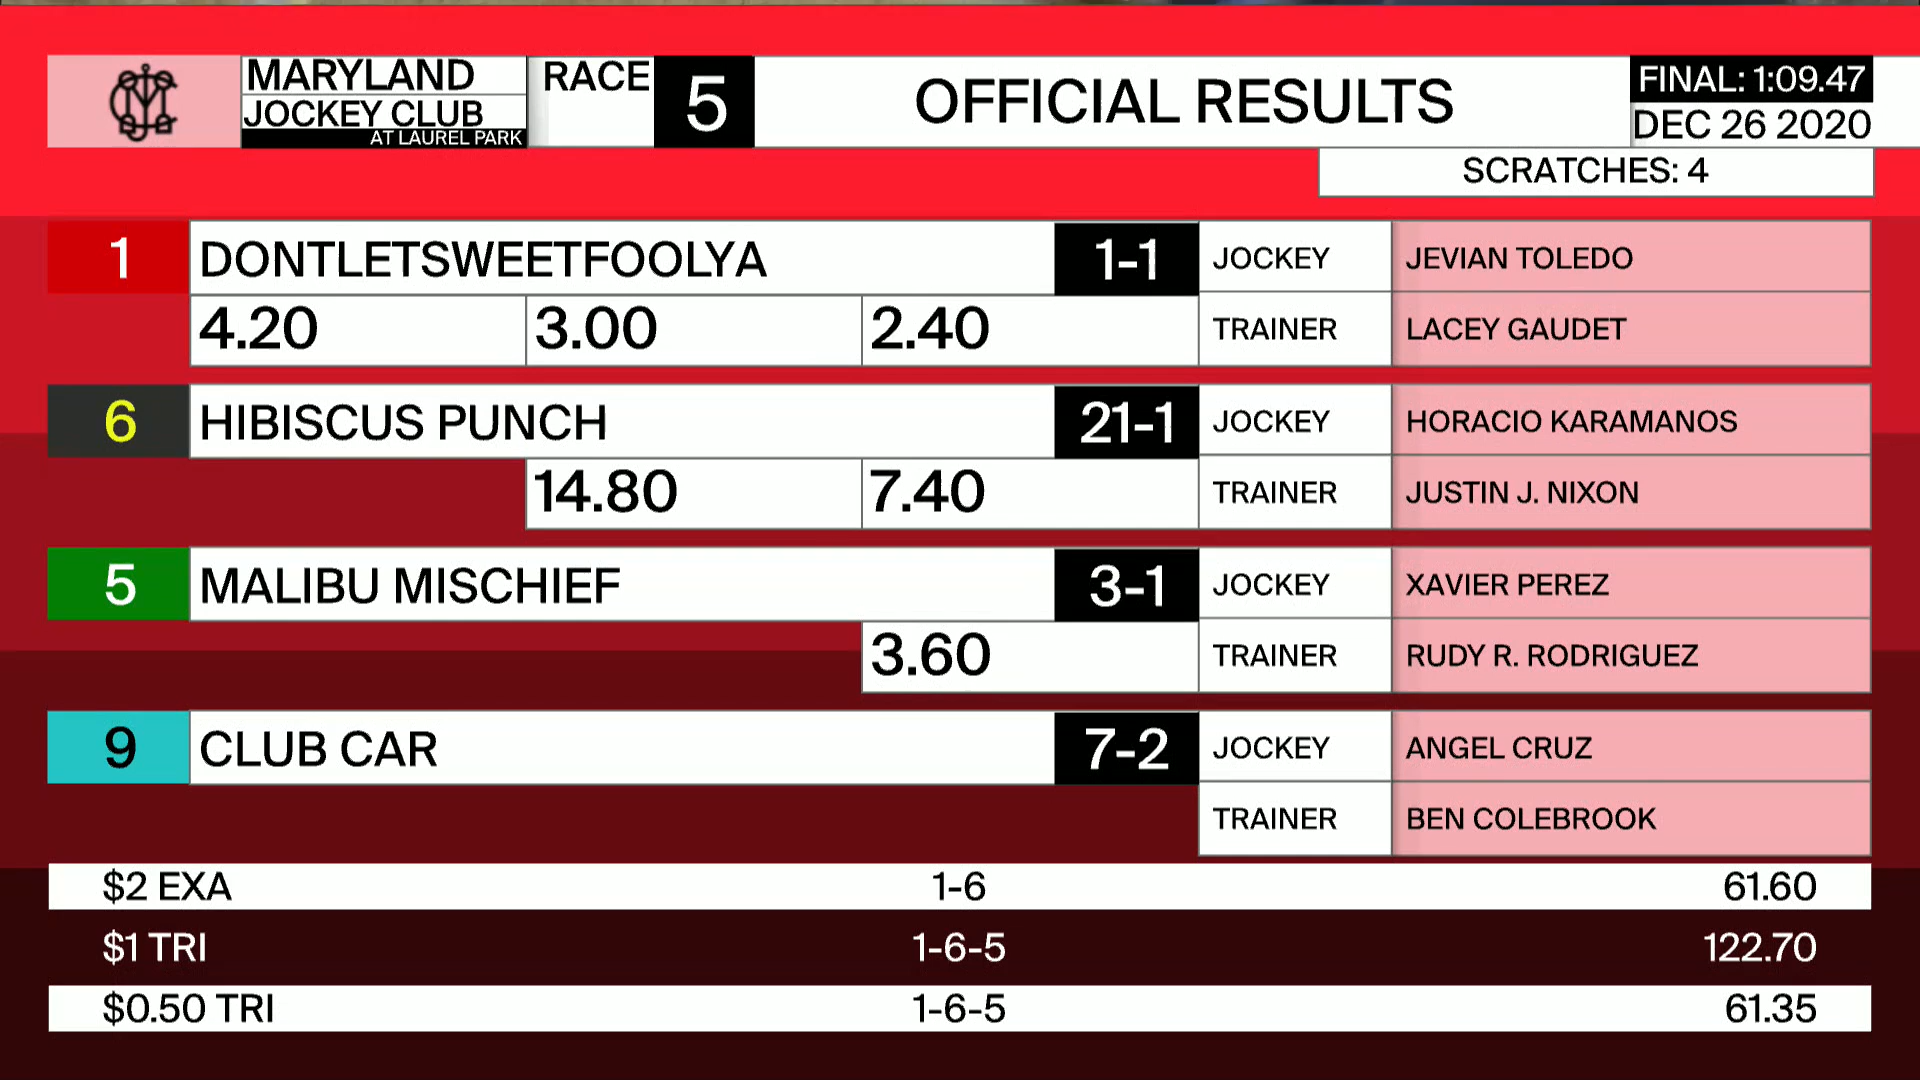 MARYLAND
JOCKEY CLUB
AT LAUREL PARK
RACE 5
OFFICIAL RESULTS
FINAL: 1:09.47
DEC 26 2020
SCRATCHES: 4
1 DONTLETSWEETFOOLYA 1-1 JOCKEY JEVIAN TOLEDO
4.20 3.00 2.40 TRAINER LACEY GAUDET
6 HIBISCUS PUNCH 21-1 JOCKEY HORACIO KARAMANOS
14.80 7.40 TRAINER JUSTIN J. NIXON
5 MALIBU MISCHIEF 3-1 JOCKEY XAVIER PEREZ
3.60 TRAINER RUDY R. RODRIGUEZ
9 CLUB CAR 7-2 JOCKEY ANGEL CRUZ
TRAINER BEN COLEBROOK
$2 EXA 1-6 61.60
$1 TRI 1-6-5 122.70
$0.50 TRI 1-6-5 61.35